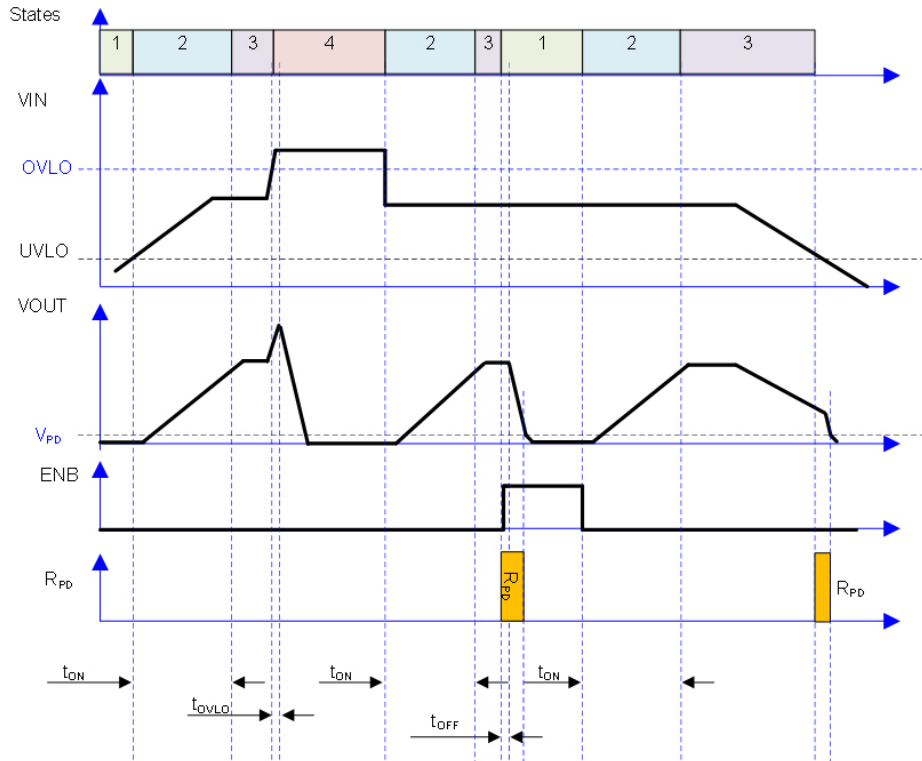 States
1 2 3 4 2 3 1 2 3
VIN
OVLO
UVLO
VOUT
VPD
ENB
RPD RPD RPD
tON tON tON
tOVLO
tOFF